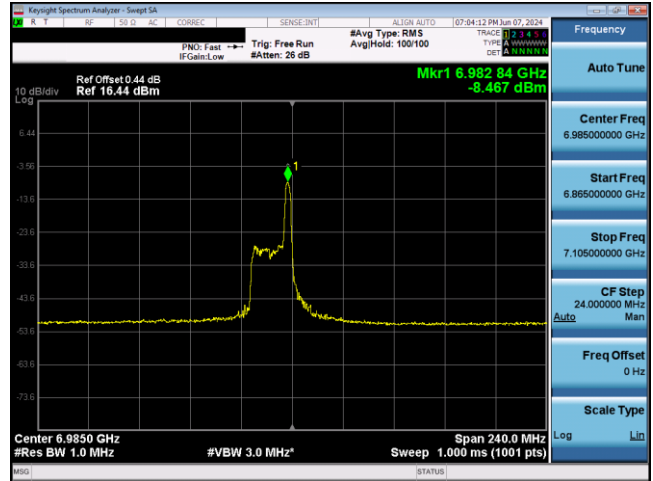 Keysight Spectrum Analyzer - Swept SA
R T RF 50 Ω AC CORREC SENSE:INT ALIGN AUTO 07:04:12 PM Jun 07, 2024
#Avg Type: RMS TRACE 1 2 3 4 5 6
PNO: Fast Trig: Free Run Avg|Hold: 100/100 TYPE A WWWWW
IFGain:Low #Atten: 26 dB DET A N N N N N
Mkr1 6.982 84 GHz
Ref Offset 0.44 dB
10 dB/div Ref 16.44 dBm -8.467 dBm
Log
1
6.44
-3.56
-13.6
-23.6
-33.6
-43.6
-53.6
-63.6
-73.6
Center 6.9850 GHz Span 240.0 MHz
#Res BW 1.0 MHz #VBW 3.0 MHz* Sweep 1.000 ms (1001 pts)
MSG STATUS
Frequency
Auto Tune
Center Freq
6.985000000 GHz
Start Freq
6.865000000 GHz
Stop Freq
7.105000000 GHz
CF Step
24.000000 MHz
Auto Man
Freq Offset
0 Hz
Scale Type
Log Lin